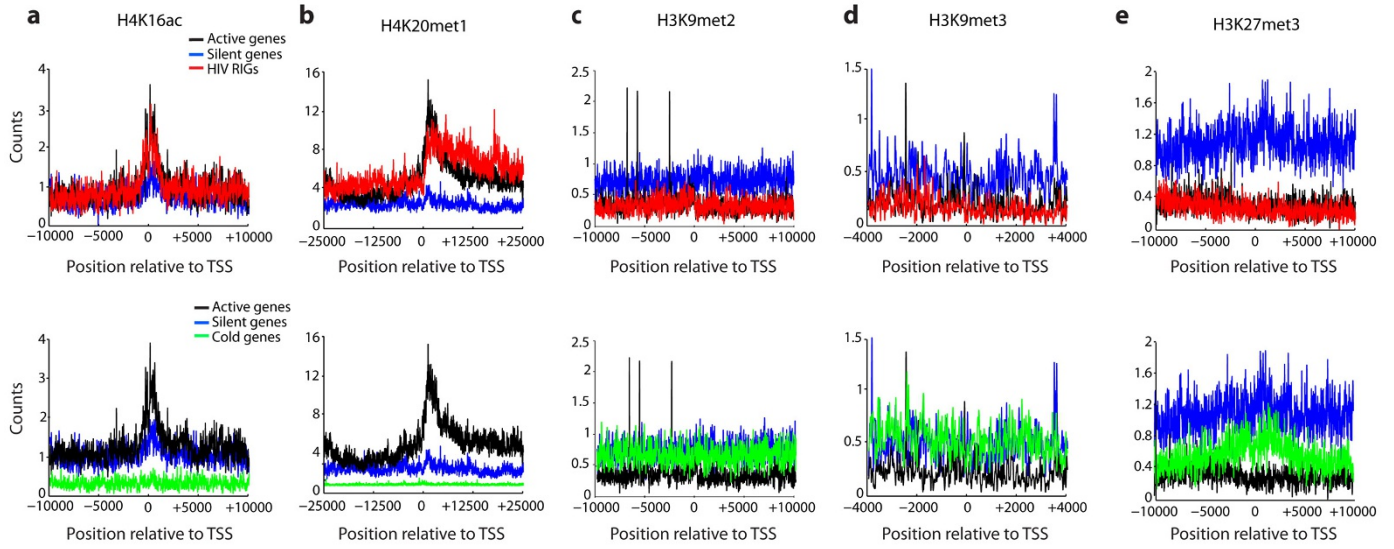 a
H4K16ac
Active genes
Silent genes
HIV RIGs
4
3
2
1
0
Counts
−10000 −5000 0 +5000 +10000
Position relative to TSS
b
H4K20met1
16
12
8
4
0
−25000 −12500 0 +12500 +25000
Position relative to TSS
c
H3K9met2
2.5
2
1.5
1
0.5
0
−10000 −5000 0 +5000 +10000
Position relative to TSS
d
H3K9met3
1.5
1
0.5
0
−4000 −2000 0 +2000 +4000
Position relative to TSS
e
H3K27met3
2
1.6
1.2
0.8
0.4
0
−10000 −5000 0 +5000 +10000
Position relative to TSS
Active genes
Silent genes
Cold genes
4
3
2
1
0
Counts
−10000 −5000 0 +5000 +10000
Position relative to TSS
16
12
8
4
0
−25000 −12500 0 +12500 +25000
Position relative to TSS
2.5
2
1.5
1
0.5
0
−10000 −5000 0 +5000 +10000
Position relative to TSS
1.5
1
0.5
0
−4000 −2000 0 +2000 +4000
Position relative to TSS
2
1.6
1.2
0.8
0.4
0
−10000 −5000 0 +5000 +10000
Position relative to TSS